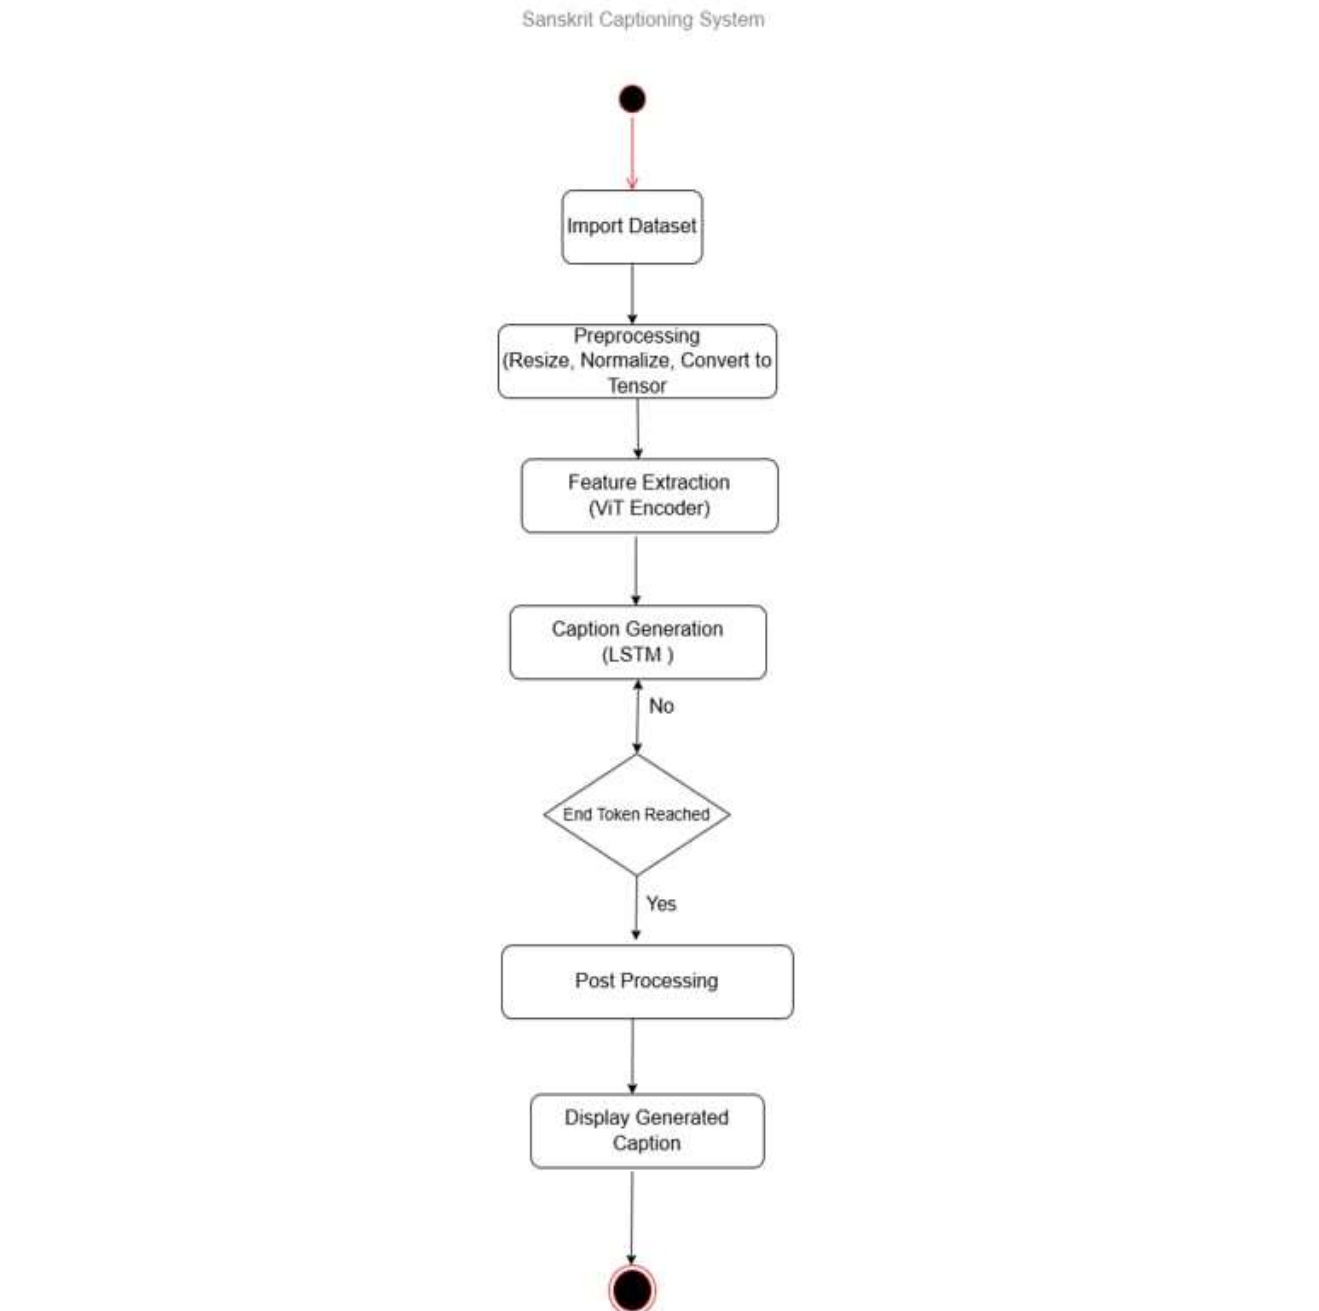 Sanskrit Captioning System
Import Dataset
Preprocessing
(Resize, Normalize, Convert to
Tensor
Feature Extraction
(ViT Encoder)
Caption Generation
(LSTM )
No
End Token Reached
Yes
Post Processing
Display Generated
Caption